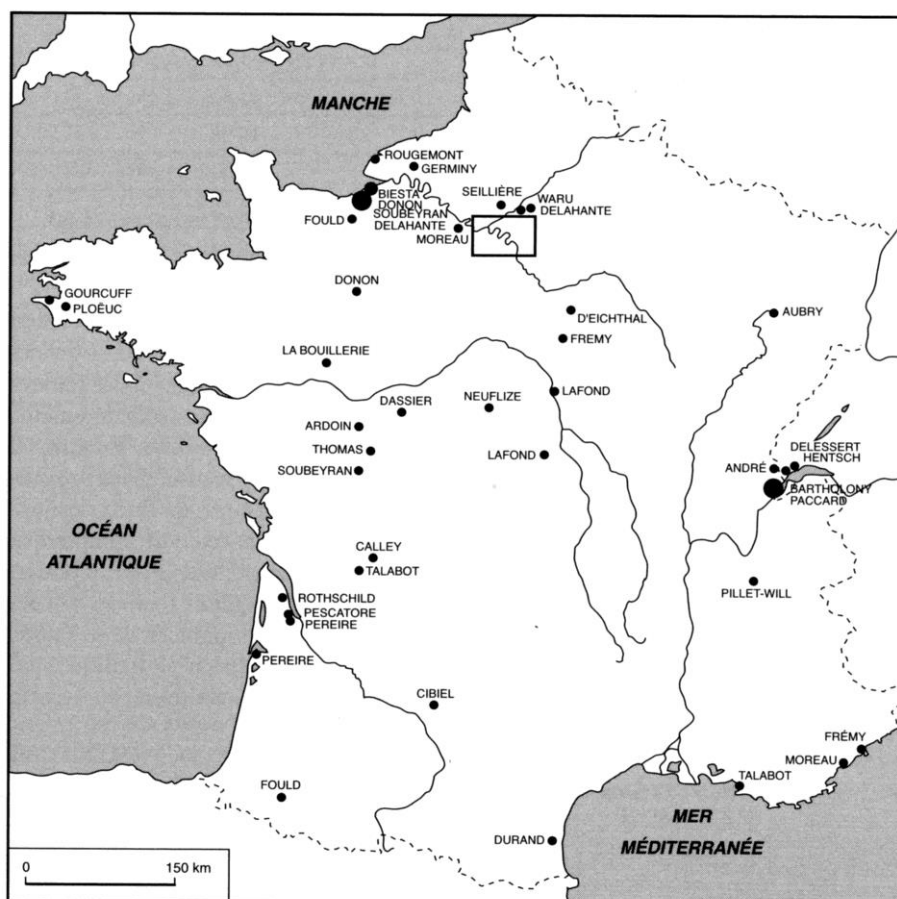 MANCHE
ROUGEMONT
GERMINY
BIESTA
DONON
SEILLIÈRE
WARU
DELAHANTE
FOULD
SOUBEYRAN
DELAHANTE
MOREAU
DONON
GOURCUFF
PLOËUC
D'EICHTHAL
AUBRY
FREMY
LA BOUILLERIE
LAFOND
DASSIER
NEUFLIZE
ARDOIN
THOMAS
LAFOND
SOUBEYRAN
DELESSERT
HENTSCH
ANDRÉ
BARTHOLONY
PACCARD
OCÉAN
ATLANTIQUE
CALLEY
TALABOT
PILLET-WILL
ROTHSCHILD
PESCATORE
PEREIRE
PEREIRE
CIBIEL
FRÉMY
MOREAU
TALABOT
FOULD
MER
MÉDITERRANÉE
DURAND
0 150 km